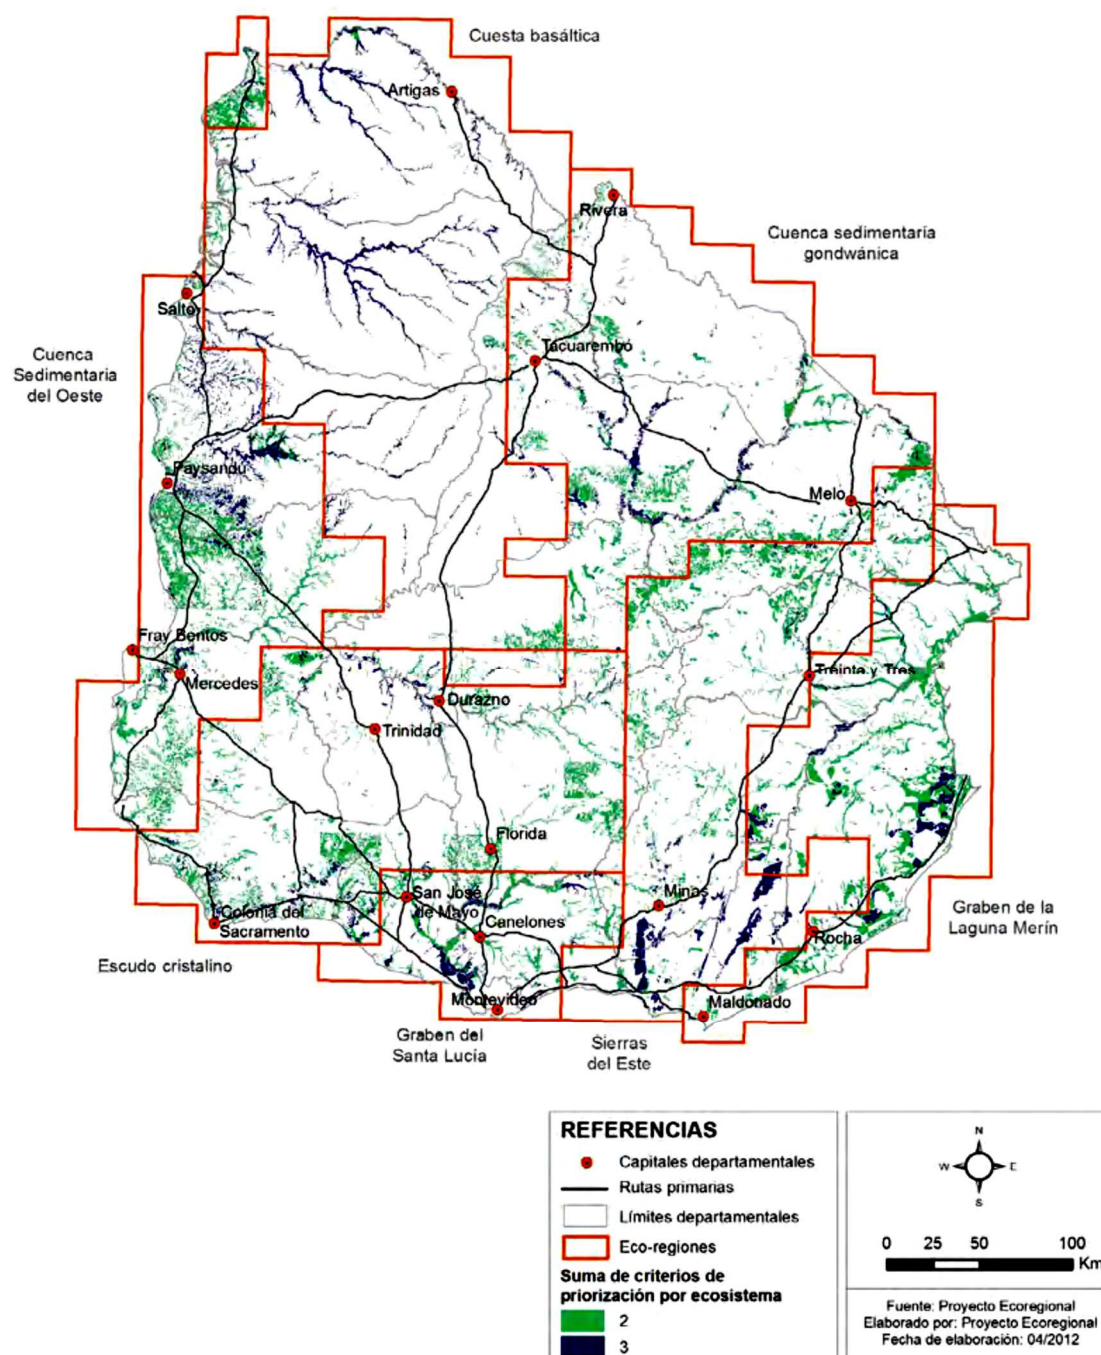 Cuesta basáltica
Artigas
Rivera
Cuenca sedimentaria
gondwánica
Salto
Cuenca
Sedimentaria
del Oeste
Tacuarembó
Paysandú
Melo
Fray Bentos
Mercedes
Treinta y Tres
Durazno
Trinidad
Florida
San José
de Mayo
Minas
Colonia del
Sacramento
Canelones
Rocha
Graben de la
Laguna Merín
Escudo cristalino
Montevideo
Maldonado
Graben del
Santa Lucía
Sierras
del Este
REFERENCIAS
Capitales departamentales
Rutas primarias
Límites departamentales
Eco-regiones
Suma de criterios de
priorización por ecosistema
2
3
N
W E
S
0 25 50 100
Km
Fuente: Proyecto Ecoregional
Elaborado por: Proyecto Ecoregional
Fecha de elaboración: 04/2012